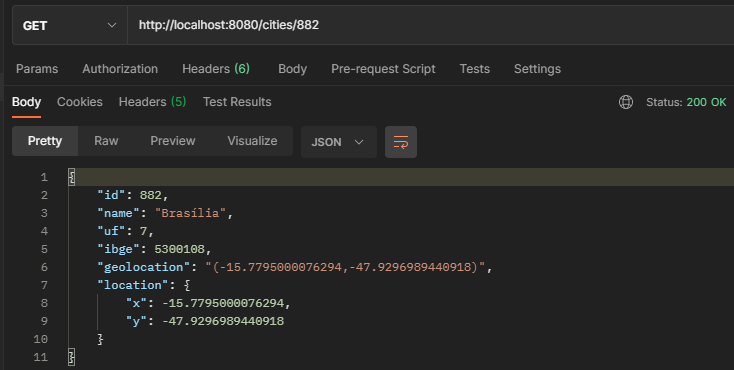 GET http://localhost:8080/cities/882
Params Authorization Headers (6) Body Pre-request Script Tests Settings
Body Cookies Headers (5) Test Results Status: 200 OK
Pretty Raw Preview Visualize JSON
1 {
2 "id": 882,
3 "name": "Brasília",
4 "uf": 7,
5 "ibge": 5300108,
6 "geolocation": "(-15.7795000076294,-47.9296989440918)",
7 "location": {
8 "x": -15.7795000076294,
9 "y": -47.9296989440918
10 }
11 }